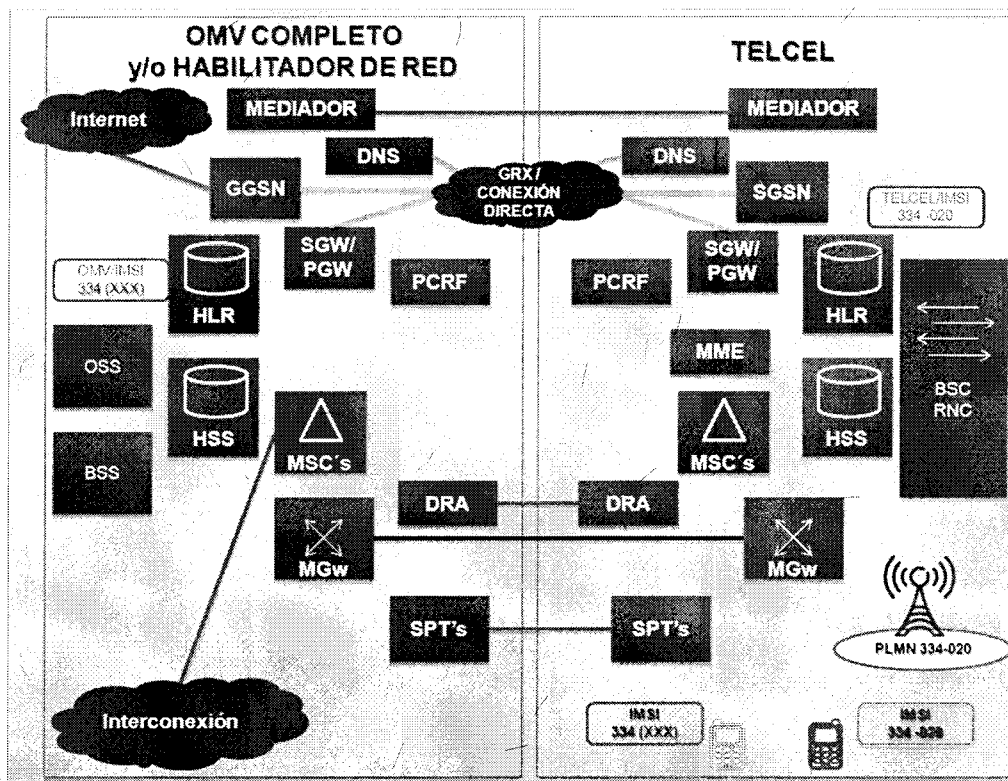 OMV COMPLETO
y/o HABILITADOR DE RED
TELCEL
Internet
MEDIADOR
MEDIADOR
DNS
DNS
GGSN
GRX /
CONEXIÓN
DIRECTA
SGSN
TELCEL/IMSI
334 -020
SGW/
PGW
SGW/
PGW
OMV/IMSI
334 (XXX)
HLR
PCRF
PCRF
HLR
OSS
MME
BSC
RNC
HSS
MSC´s
MSC´s
HSS
BSS
DRA
DRA
MGw
MGw
SPT's
SPT's
PLMN 334-020
Interconexión
IMSI
334 (XXX)
IMSI